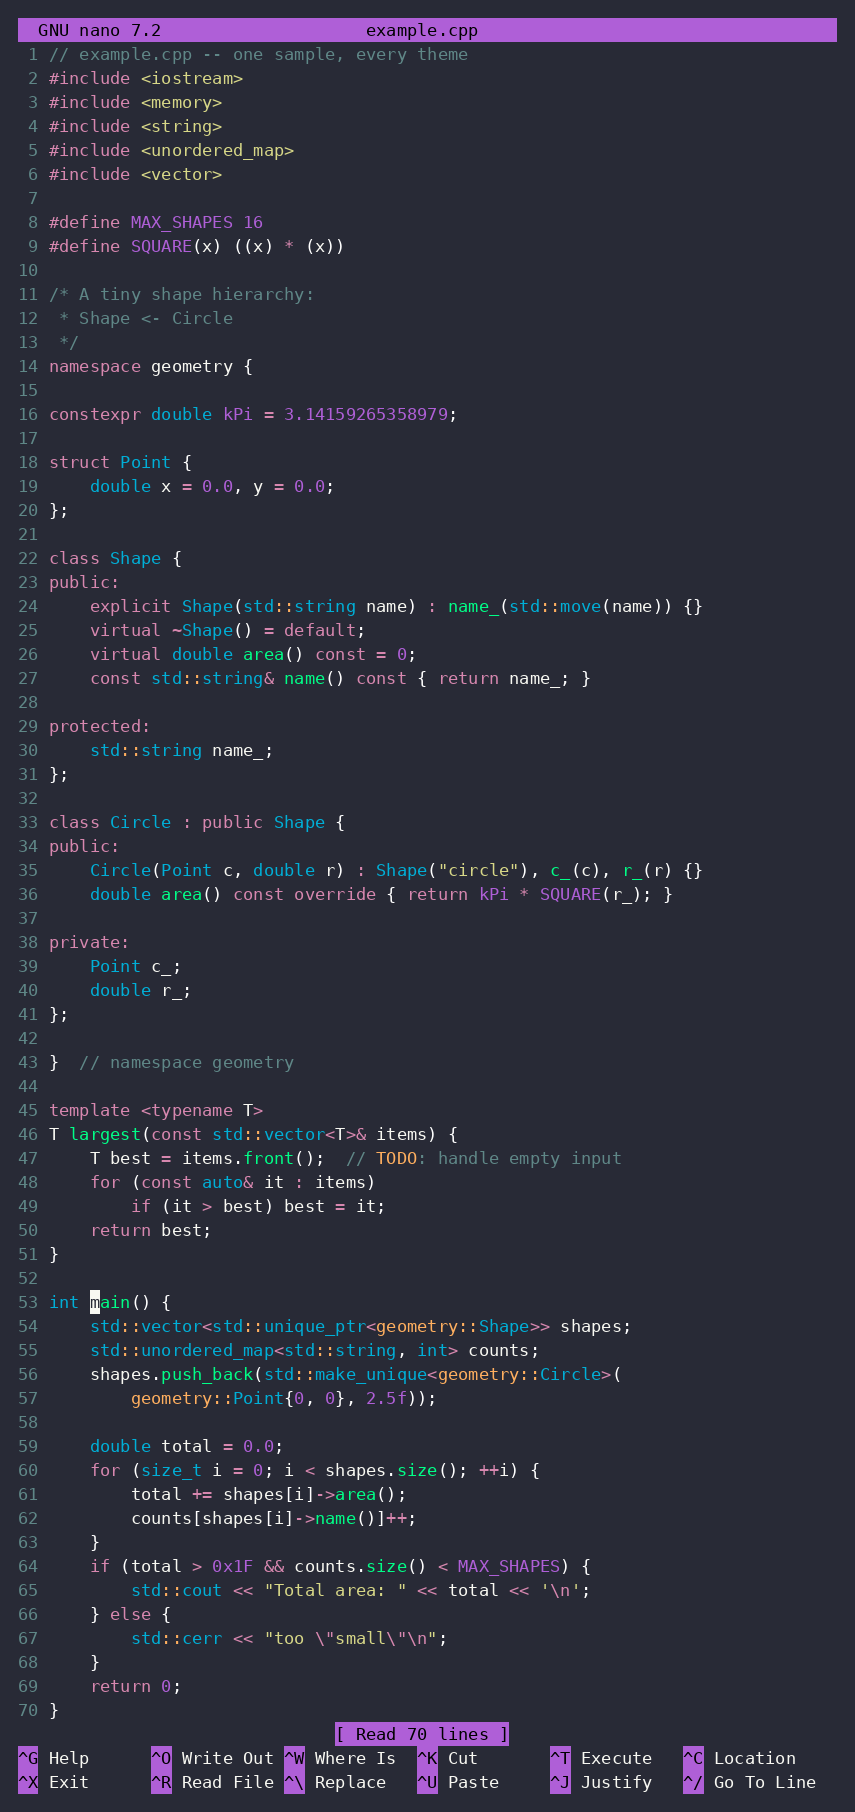 GNU nano 7.2                    example.cpp
 1 // example.cpp -- one sample, every theme
 2 #include <iostream>
 3 #include <memory>
 4 #include <string>
 5 #include <unordered_map>
 6 #include <vector>
 7
 8 #define MAX_SHAPES 16
 9 #define SQUARE(x) ((x) * (x))
10
11 /* A tiny shape hierarchy:
12  * Shape <- Circle
13  */
14 namespace geometry {
15
16 constexpr double kPi = 3.14159265358979;
17
18 struct Point {
19     double x = 0.0, y = 0.0;
20 };
21
22 class Shape {
23 public:
24     explicit Shape(std::string name) : name_(std::move(name)) {}
25     virtual ~Shape() = default;
26     virtual double area() const = 0;
27     const std::string& name() const { return name_; }
28
29 protected:
30     std::string name_;
31 };
32
33 class Circle : public Shape {
34 public:
35     Circle(Point c, double r) : Shape("circle"), c_(c), r_(r) {}
36     double area() const override { return kPi * SQUARE(r_); }
37
38 private:
39     Point c_;
40     double r_;
41 };
42
43 }  // namespace geometry
44
45 template <typename T>
46 T largest(const std::vector<T>& items) {
47     T best = items.front();  // TODO: handle empty input
48     for (const auto& it : items)
49         if (it > best) best = it;
50     return best;
51 }
52
53 int main() {
54     std::vector<std::unique_ptr<geometry::Shape>> shapes;
55     std::unordered_map<std::string, int> counts;
56     shapes.push_back(std::make_unique<geometry::Circle>(
57         geometry::Point{0, 0}, 2.5f));
58
59     double total = 0.0;
60     for (size_t i = 0; i < shapes.size(); ++i) {
61         total += shapes[i]->area();
62         counts[shapes[i]->name()]++;
63     }
64     if (total > 0x1F && counts.size() < MAX_SHAPES) {
65         std::cout << "Total area: " << total << '\n';
66     } else {
67         std::cerr << "too \"small\"\n";
68     }
69     return 0;
70 }
[ Read 70 lines ]
^G Help      ^O Write Out ^W Where Is  ^K Cut       ^T Execute   ^C Location
^X Exit      ^R Read File ^\ Replace   ^U Paste     ^J Justify   ^/ Go To Line